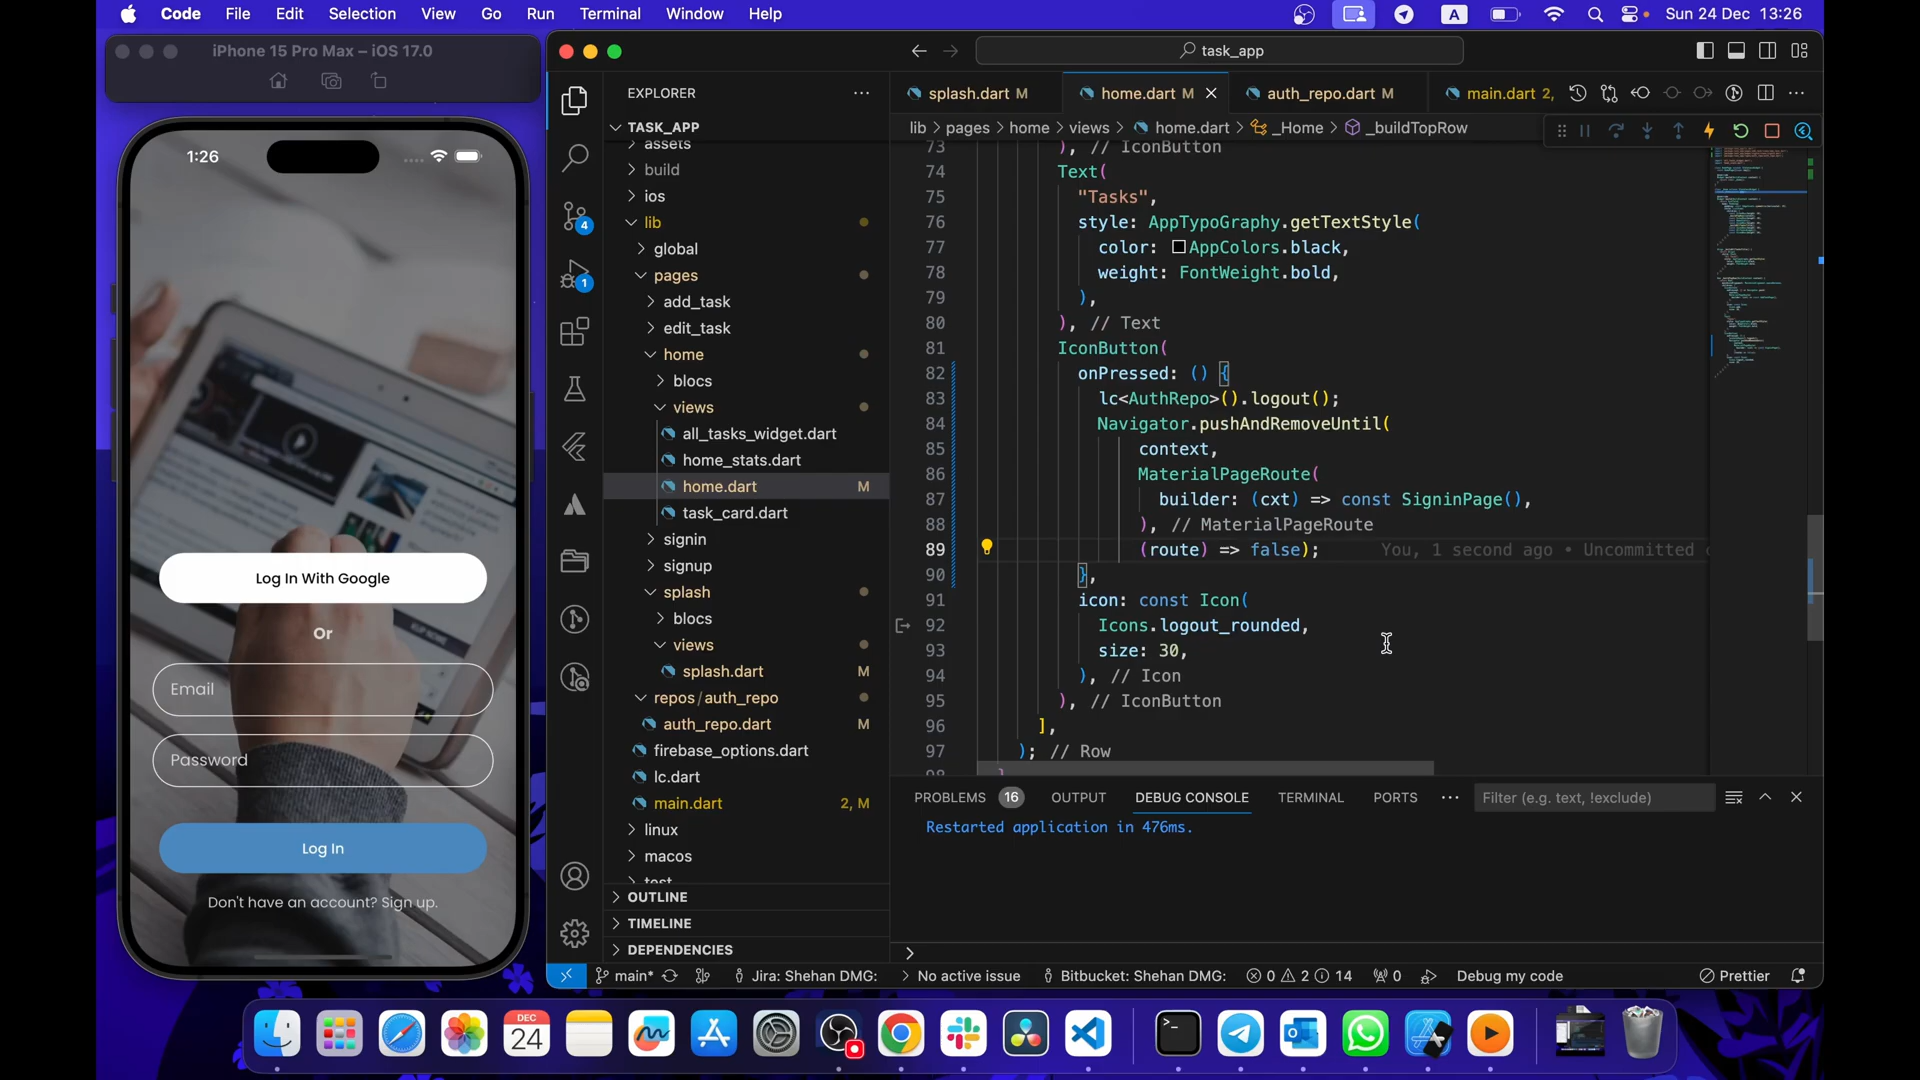 Code File Edit Selection View Go Run Terminal Window Help
A
Sun 24 Dec 13:26
iPhone 15 Pro Max – iOS 17.0
1:26
Log In With Google
Or
Email
Password
Log In
Don't have an account? Sign up.
task_app
EXPLORER
TASK_APP
assets
build
ios
lib
global
pages
add_task
edit_task
home
blocs
views
all_tasks_widget.dart
home_stats.dart
home.dart M
task_card.dart
signin
signup
splash
blocs
views
splash.dart M
repos / auth_repo
auth_repo.dart M
firebase_options.dart
lc.dart
main.dart 2, M
linux
macos
test
OUTLINE
TIMELINE
DEPENDENCIES
4
1
splash.dart M home.dart M auth_repo.dart M main.dart 2,
lib > pages > home > views > home.dart > _Home > _buildTopRow
73 ), // IconButton
74 Text(
75 "Tasks",
76 style: AppTypoGraphy.getTextStyle(
77 color: AppColors.black,
78 weight: FontWeight.bold,
79 ),
80 ), // Text
81 IconButton(
82 onPressed: () {
83 lc<AuthRepo>().logout();
84 Navigator.pushAndRemoveUntil(
85 context,
86 MaterialPageRoute(
87 builder: (cxt) => const SigninPage(),
88 ), // MaterialPageRoute
89 (route) => false); You, 1 second ago • Uncommitted c
90 },
91 icon: const Icon(
92 Icons.logout_rounded,
93 size: 30,
94 ), // Icon
95 ), // IconButton
96 ],
97 ); // Row
98 }
PROBLEMS 16 OUTPUT DEBUG CONSOLE TERMINAL PORTS Filter (e.g. text, !exclude)
Restarted application in 476ms.
main* Jira: Shehan DMG: No active issue Bitbucket: Shehan DMG: 0 2 14 0 Debug my code Prettier
DEC
24